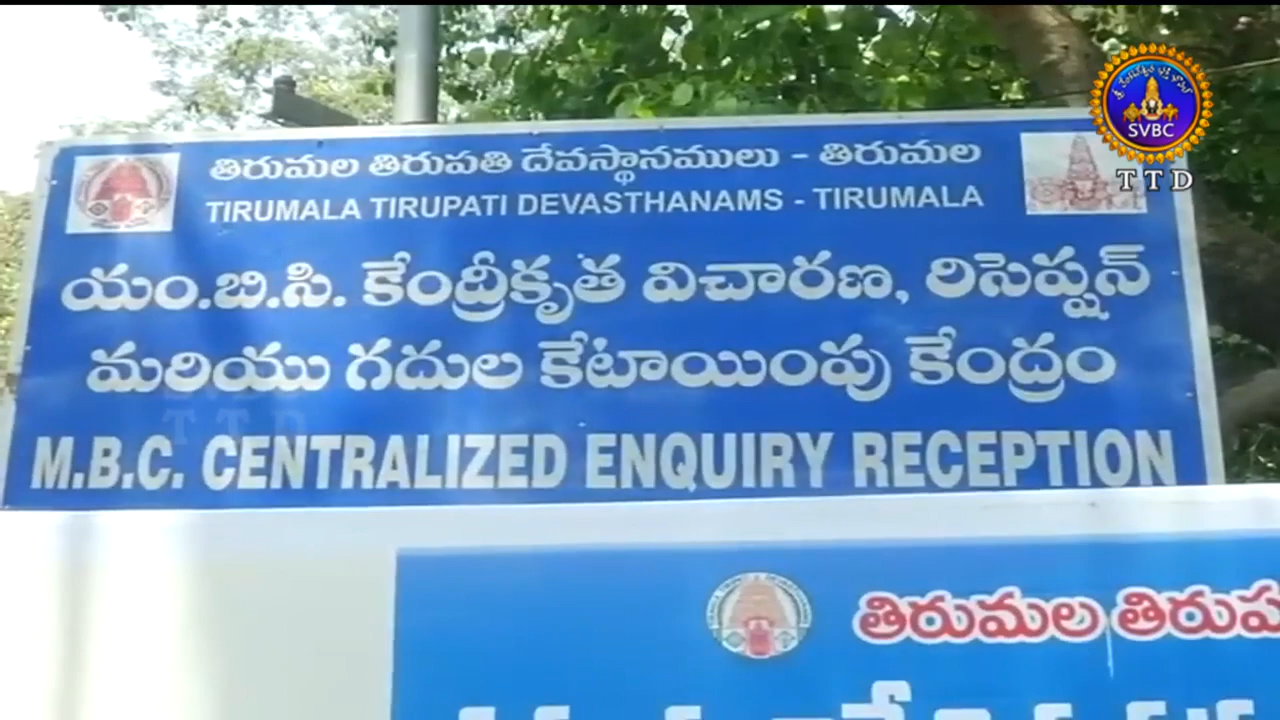 తిరుమల తిరుపతి దేవస్థానములు - తిరుమల
TIRUMALA TIRUPATI DEVASTHANAMS - TIRUMALA
యం.బి.సి. కేంద్రీకృత విచారణ, రిసెప్షన్
మరియు గదుల కేటాయింపు కేంద్రం
M.B.C. CENTRALIZED ENQUIRY RECEPTION
SVBC
TTD
తిరుమల తిరుప